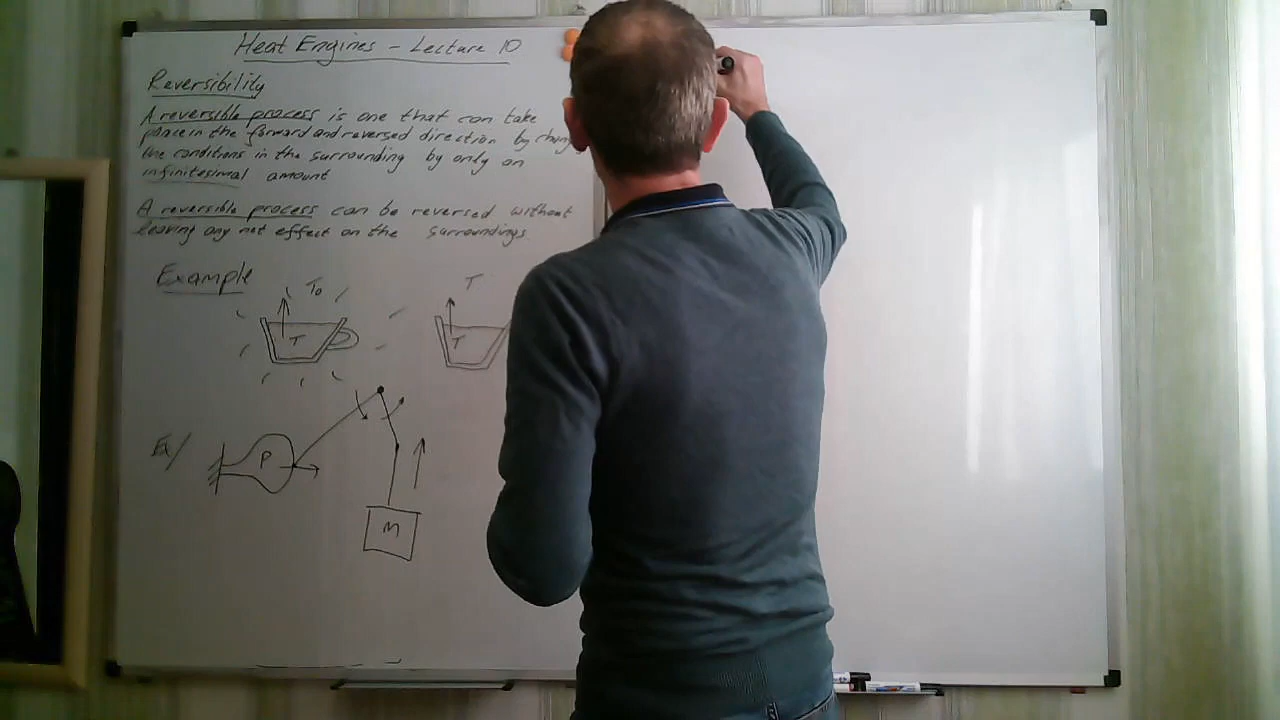 Heat Engines - Lecture 10
Reversibility
A reversible process is one that can take
place in the forward and reversed direction by
the conditions in the surrounding by only an
infinitesimal amount
A reversible process can be reversed without
leaving any net effect on the surroundings
Example
To
T
T
T
Ex/
P
M